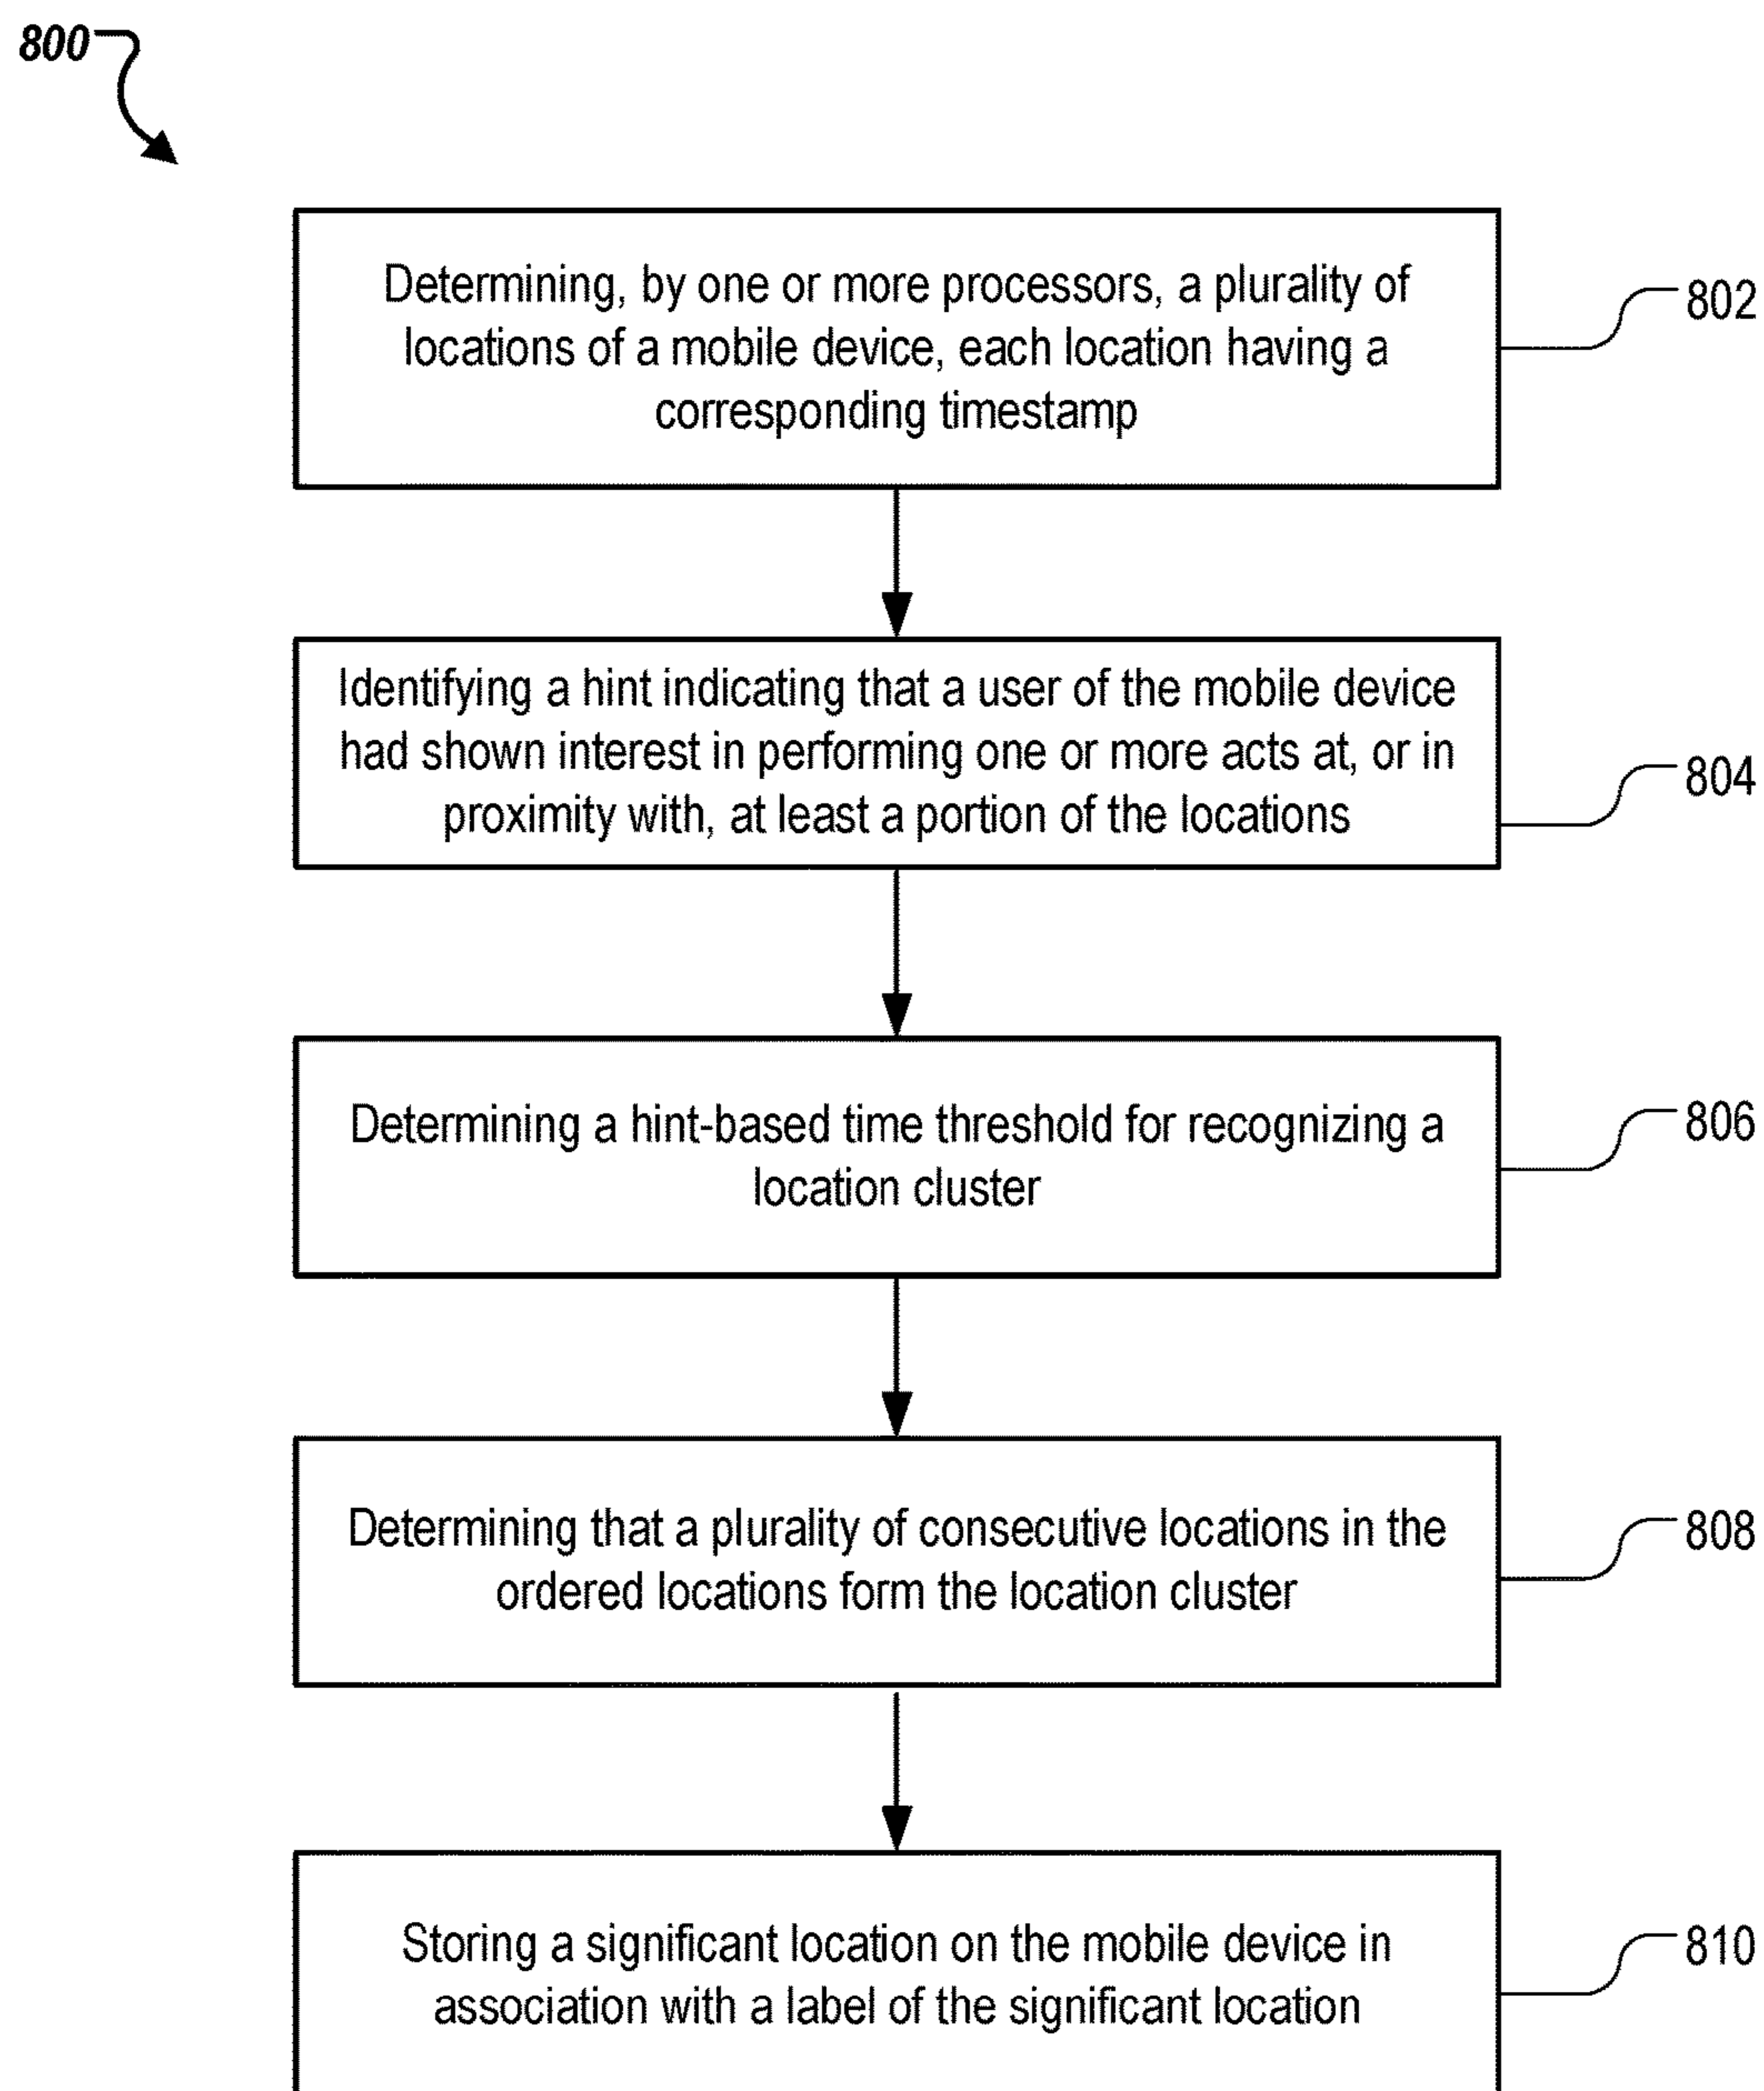 800
Determining, by one or more processors, a plurality of
locations of a mobile device, each location having a
corresponding timestamp
802
Identifying a hint indicating that a user of the mobile device
had shown interest in performing one or more acts at, or in
proximity with, at least a portion of the locations
804
Determining a hint-based time threshold for recognizing a
location cluster
806
Determining that a plurality of consecutive locations in the
ordered locations form the location cluster
808
Storing a significant location on the mobile device in
association with a label of the significant location
810